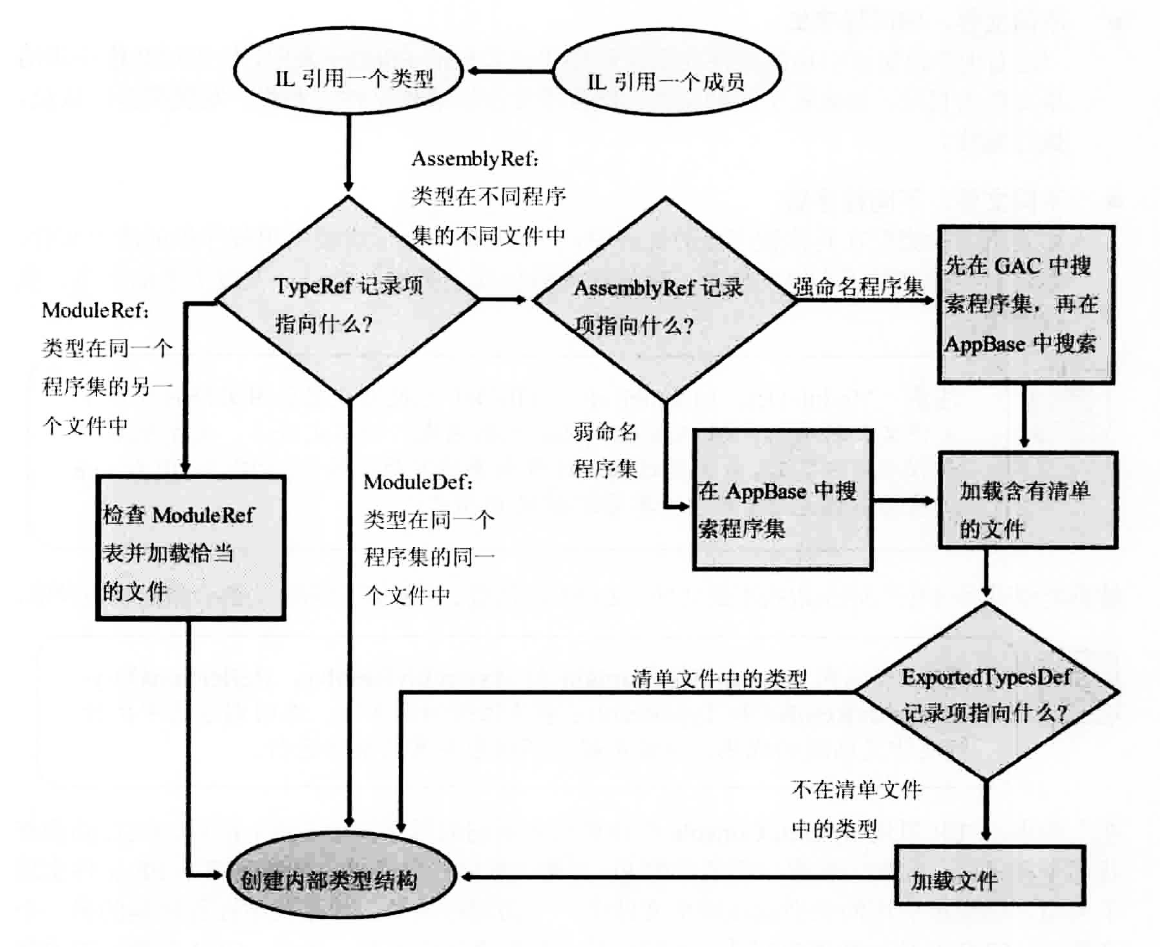 IL 引用一个类型
IL 引用一个成员
AssemblyRef:
类型在不同程序
集的不同文件中
TypeRef 记录项
指向什么?
AssemblyRef 记录
项指向什么?
强命名程序集
先在 GAC 中搜
索程序集，再在
AppBase 中搜索
ModuleRef:
类型在同一个
程序集的另一
个文件中
弱命名
程序集
检查 ModuleRef
表并加载恰当
的文件
ModuleDef:
类型在同一个
程序集的同一
个文件中
在 AppBase 中搜
索程序集
加载含有清单
的文件
清单文件中的类型
ExportedTypesDef
记录项指向什么?
不在清单文件
中的类型
创建内部类型结构
加载文件